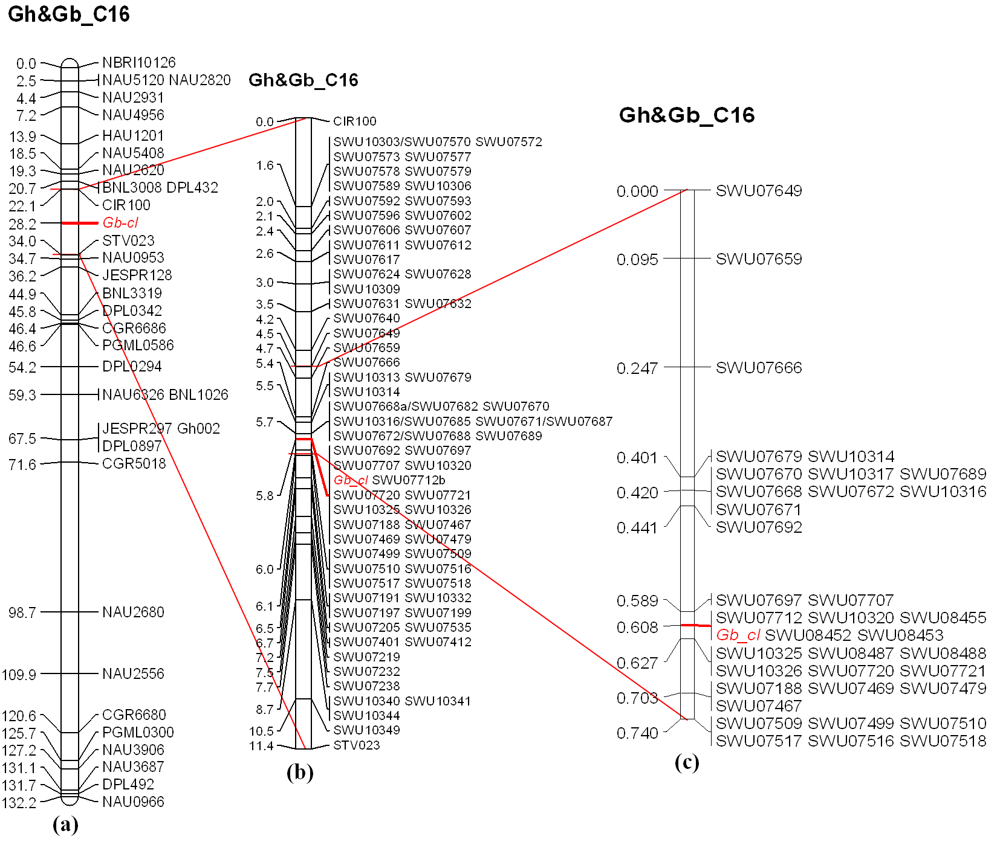 Gh&Gb_C16
0.0 NBRI10126
2.5 NAU5120 NAU2820
4.4 NAU2931
7.2 NAU4956
13.9 HAU1201
18.5 NAU5408
19.3 NAU2620
20.7 BNL3008 DPL432
22.1 CIR100
28.2 Gb-cl
34.0 STV023
34.7 NAU0953
36.2 JESPR128
44.9 BNL3319
45.8 DPL0342
46.4 CGR6686
46.6 PGML0586
54.2 DPL0294
59.3 NAU6326 BNL1026
JESPR297 Gh002
67.5
DPL0897
71.6 CGR5018
98.7 NAU2680
109.9 NAU2556
120.6 CGR6680
125.7 PGML0300
127.2 NAU3906
131.1 NAU3687
131.7 DPL492
132.2 NAU0966
(a)
Gh&Gb_C16
0.0 CIR100
SWU10303/SWU07570 SWU07572
SWU07573 SWU07577
1.6
SWU07578 SWU07579
SWU07589 SWU10306
2.0 SWU07592 SWU07593
2.1 SWU07596 SWU07602
2.4 SWU07606 SWU07607
SWU07611 SWU07612
2.6
SWU07617
SWU07624 SWU07628
3.0
SWU10309
3.5 SWU07631 SWU07632
4.2 SWU07640
4.5 SWU07649
4.7 SWU07659
5.4 SWU07666
SWU10313 SWU07679
5.5
SWU10314
SWU07668a/SWU07682 SWU07670
5.7 SWU10316/SWU07685 SWU07671/SWU07687
SWU07672/SWU07688 SWU07689
SWU07692 SWU07697
SWU07707 SWU10320
Gb_cl SWU07712b
5.8 SWU07720 SWU07721
SWU10325 SWU10326
SWU07188 SWU07467
SWU07469 SWU07479
SWU07499 SWU07509
6.0 SWU07510 SWU07516
SWU07517 SWU07518
SWU07191 SWU10332
6.1
SWU07197 SWU07199
6.5 SWU07205 SWU07535
6.7 SWU07401 SWU07412
7.2 SWU07219
7.5 SWU07232
7.7 SWU07238
SWU10340 SWU10341
8.7
SWU10344
10.5 SWU10349
11.4 STV023
(b)
Gh&Gb_C16
0.000 SWU07649
0.095 SWU07659
0.247 SWU07666
0.401 SWU07679 SWU10314
SWU07670 SWU10317 SWU07689
0.420 SWU07668 SWU07672 SWU10316
SWU07671
0.441 SWU07692
0.589 SWU07697 SWU07707
SWU07712 SWU10320 SWU08455
0.608
Gb_cl SWU08452 SWU08453
SWU10325 SWU08487 SWU08488
0.627
SWU10326 SWU07720 SWU07721
SWU07188 SWU07469 SWU07479
0.703
SWU07467
SWU07509 SWU07499 SWU07510
0.740
SWU07517 SWU07516 SWU07518
(c)